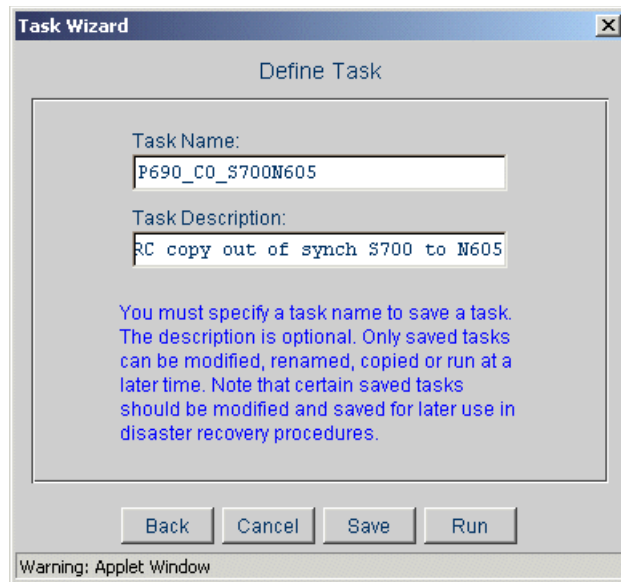 Task Wizard
Define Task
Task Name:
P690_CO_S700N605
Task Description:
RC copy out of synch S700 to N605
You must specify a task name to save a task.
The description is optional. Only saved tasks
can be modified, renamed, copied or run at a
later time. Note that certain saved tasks
should be modified and saved for later use in
disaster recovery procedures.
Back Cancel Save Run
Warning: Applet Window